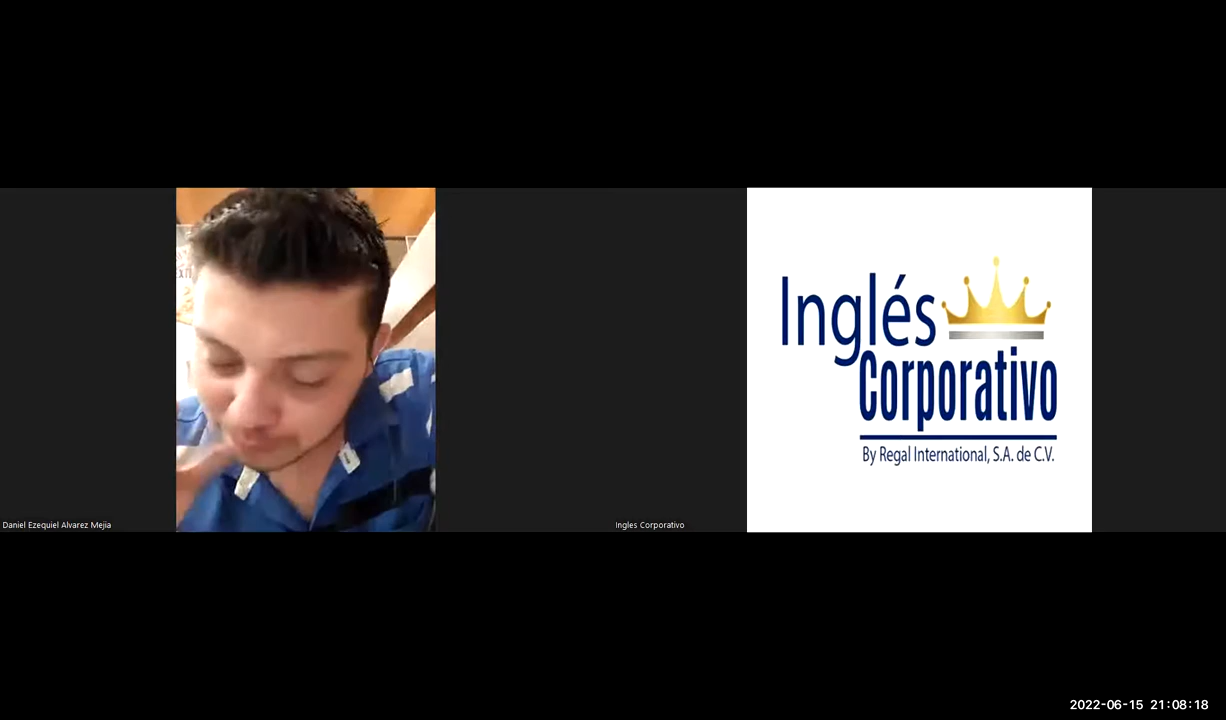 Inglés
Corporativo
By Regal International, S.A. de C.V.
Daniel Ezequiel Alvarez Mejia
Ingles Corporativo
2022-06-15 21:08:18